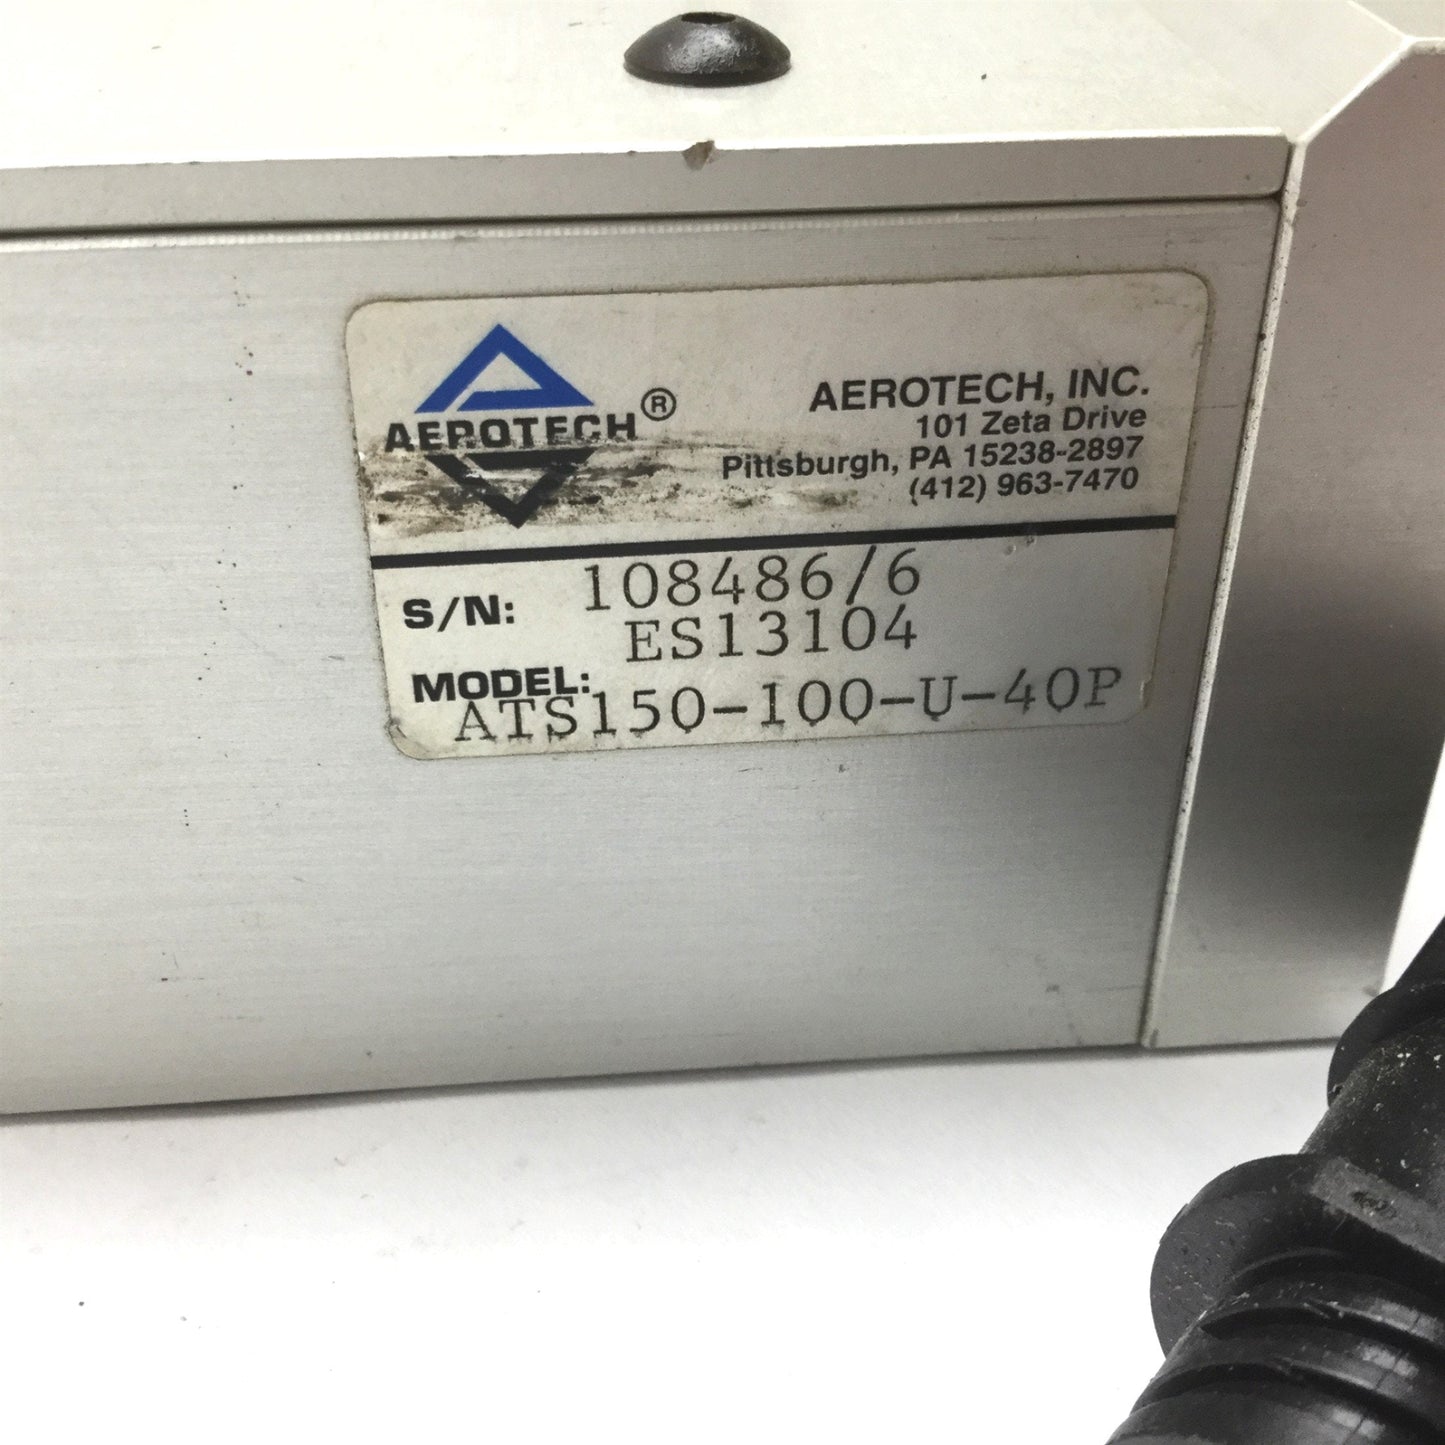 AEROTECH®
AEROTECH, INC.
101 Zeta Drive
Pittsburgh, PA 15238-2897
(412) 963-7470
S/N: 108486/6
ES13104
MODEL:
ATS150-100-U-40P